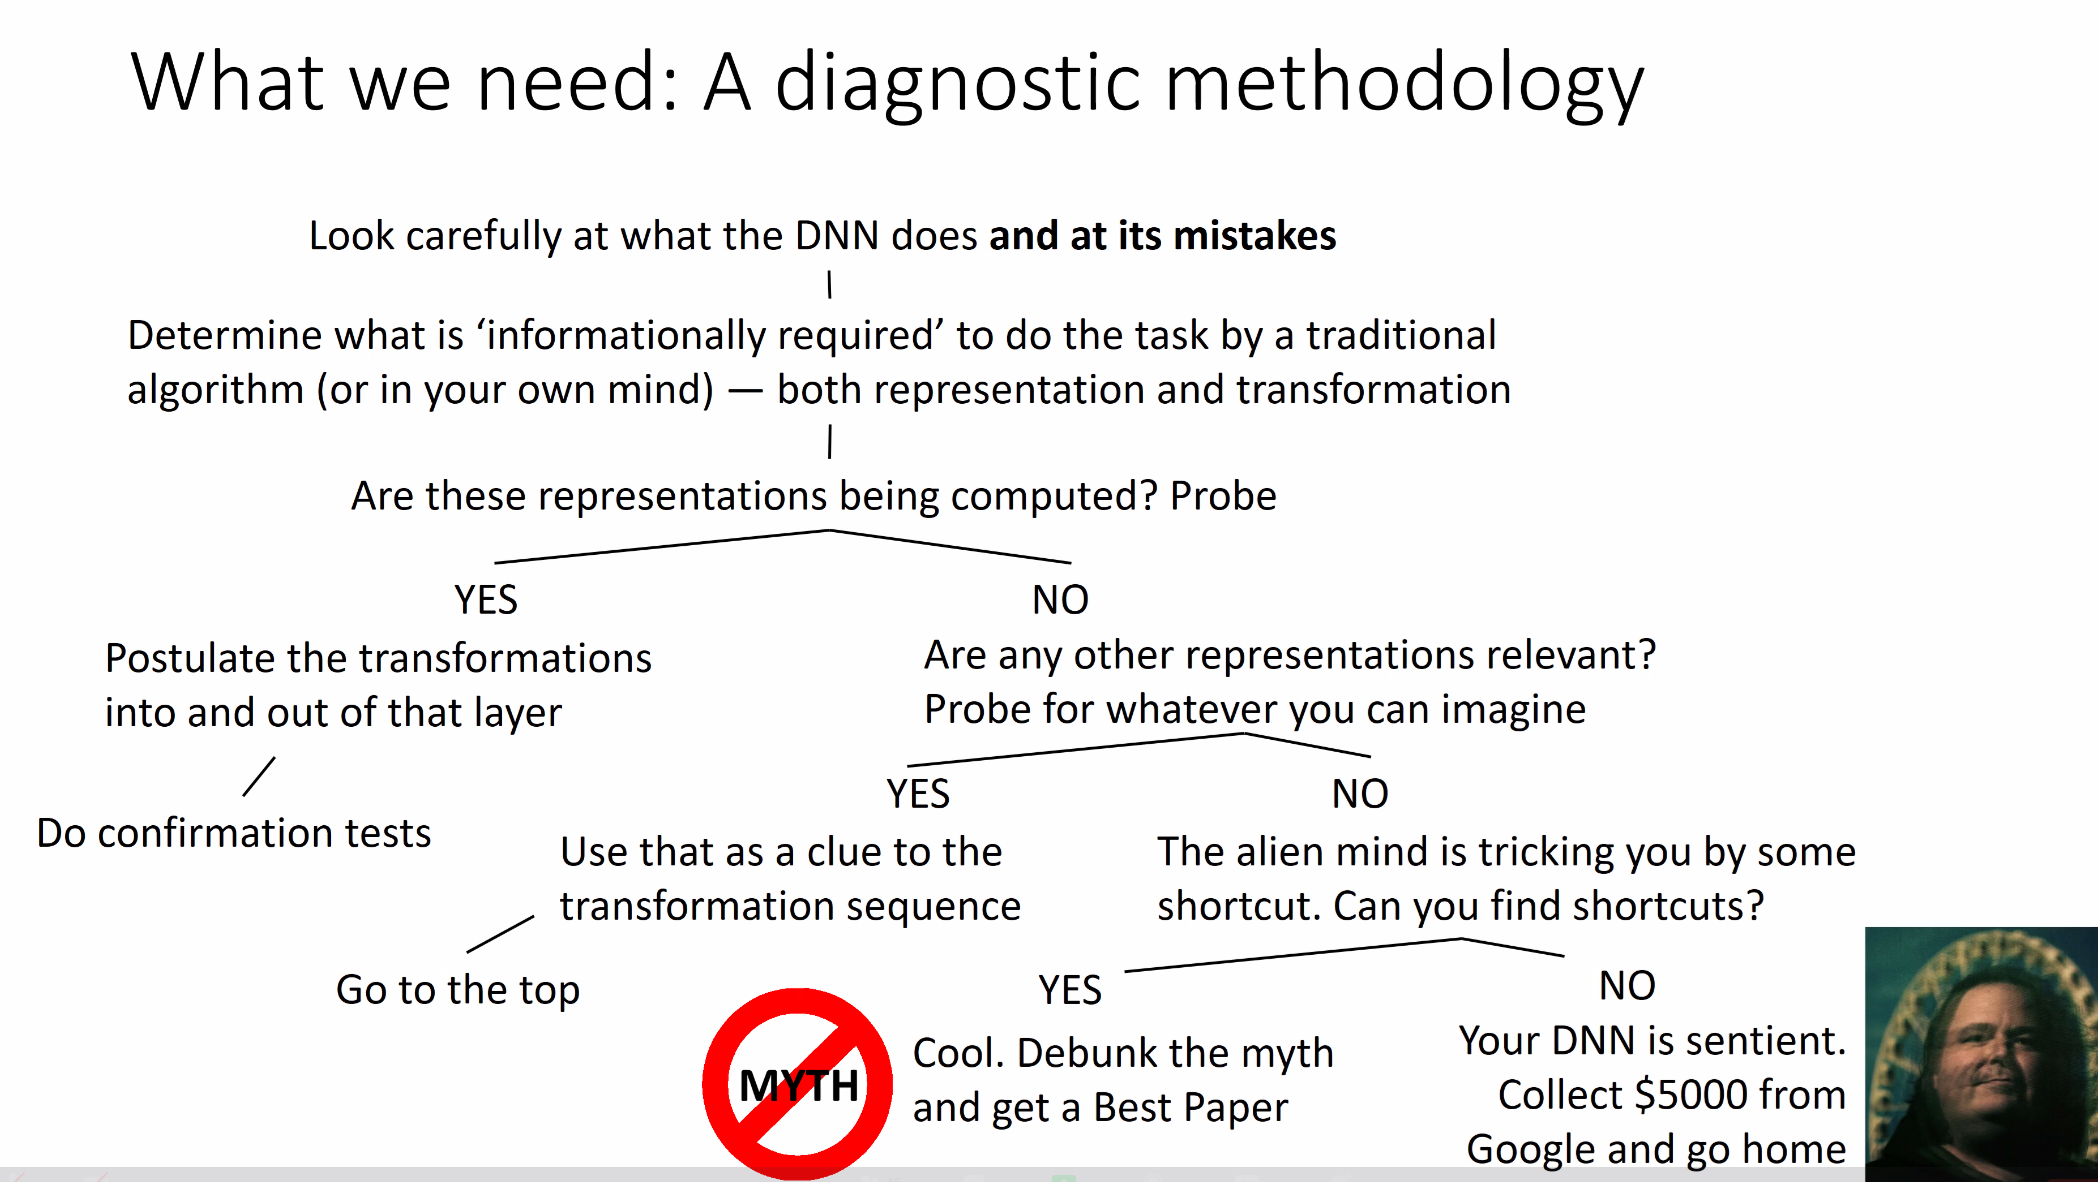 What we need: A diagnostic methodology
Look carefully at what the DNN does and at its mistakes
Determine what is ‘informationally required’ to do the task by a traditional
algorithm (or in your own mind) — both representation and transformation
Are these representations being computed? Probe
YES
NO
Postulate the transformations
into and out of that layer
Are any other representations relevant?
Probe for whatever you can imagine
Do confirmation tests
YES
NO
Use that as a clue to the
transformation sequence
The alien mind is tricking you by some
shortcut. Can you find shortcuts?
Go to the top
YES
NO
MYTH
Cool. Debunk the myth
and get a Best Paper
Your DNN is sentient.
Collect $5000 from
Google and go home